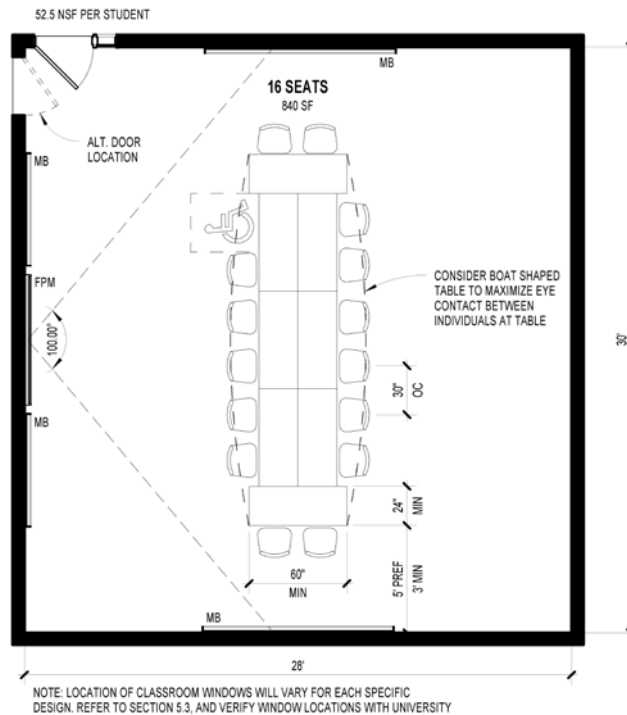 52.5 NSF PER STUDENT
MB
16 SEATS
840 SF
ALT. DOOR
LOCATION
MB
FPM
100.00°
CONSIDER BOAT SHAPED
TABLE TO MAXIMIZE EYE
CONTACT BETWEEN
INDIVIDUALS AT TABLE
30'
30"
OC
MB
24"
MIN
60"
MIN
5' PREF
3' MIN
MB
28'
NOTE: LOCATION OF CLASSROOM WINDOWS WILL VARY FOR EACH SPECIFIC
DESIGN. REFER TO SECTION 5.3, AND VERIFY WINDOW LOCATIONS WITH UNIVERSITY